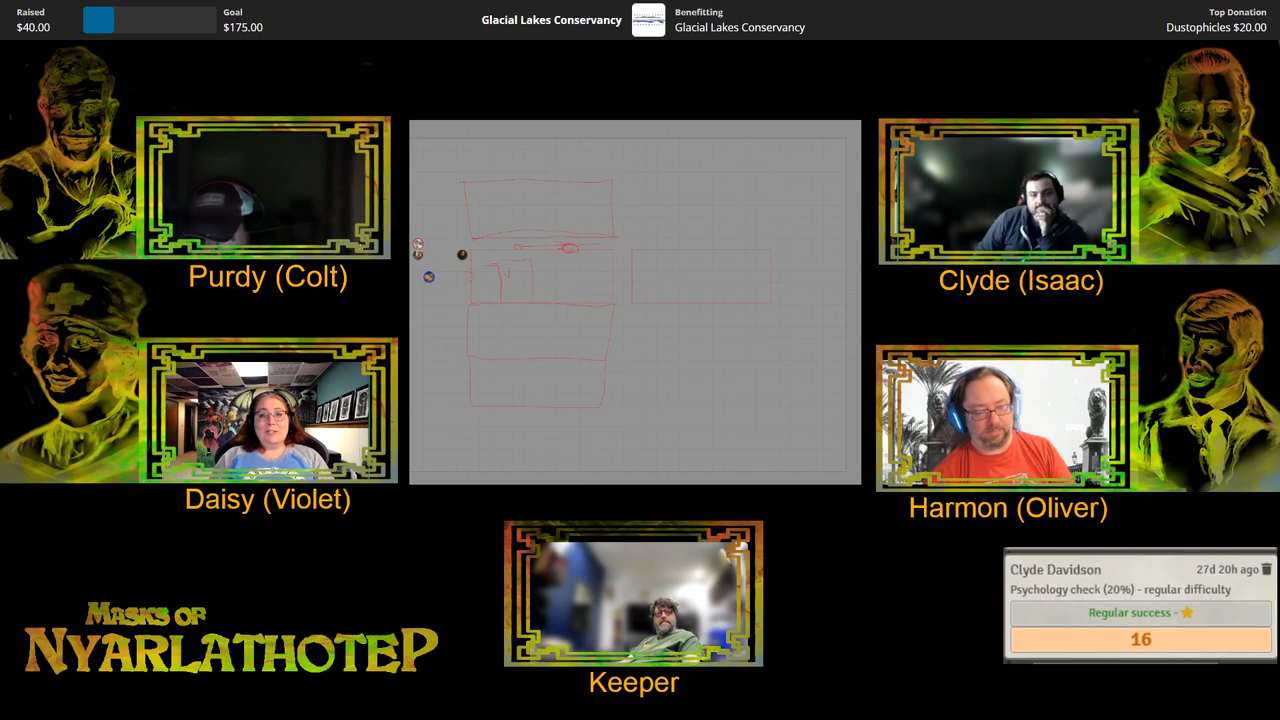 Raised
$40.00
Goal
$175.00
Glacial Lakes Conservancy
Benefitting
Glacial Lakes Conservancy
Top Donation
Dustophicles $20.00
Purdy (Colt)
Clyde (Isaac)
Daisy (Violet)
Harmon (Oliver)
Keeper
MASKS OF
NYARLATHOTEP
Clyde Davidson
27d 20h ago
Psychology check (20%) - regular difficulty
Regular success -
16